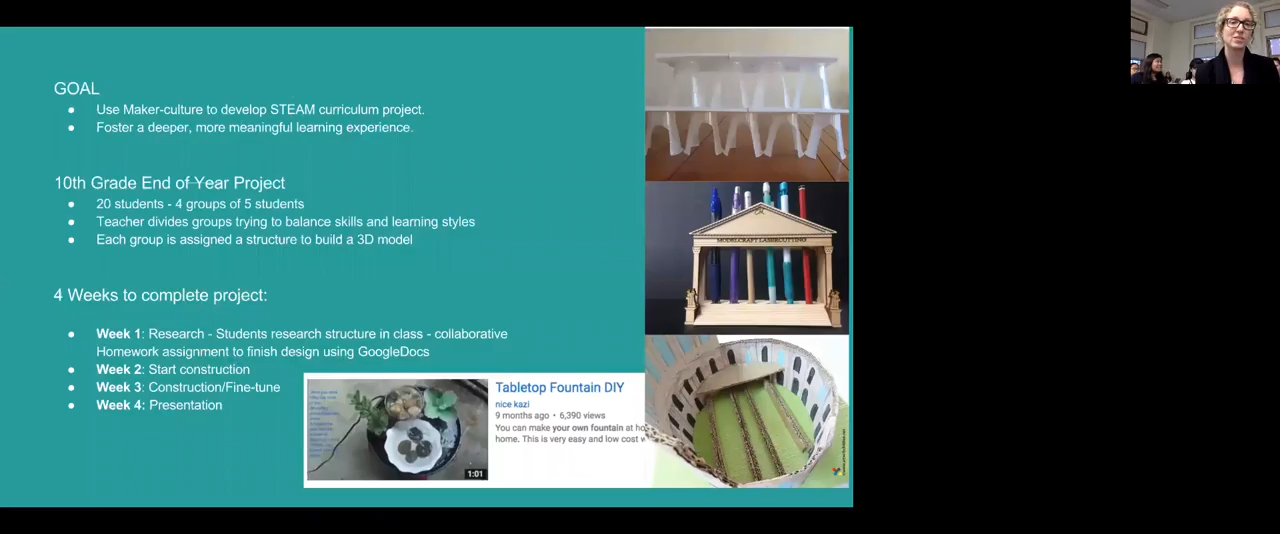 GOAL
● Use Maker-culture to develop STEAM curriculum project.
● Foster a deeper, more meaningful learning experience.
10th Grade End of Year Project
● 20 students - 4 groups of 5 students
● Teacher divides groups trying to balance skills and learning styles
● Each group is assigned a structure to build a 3D model
4 Weeks to complete project:
● Week 1: Research - Students research structure in class - collaborative
Homework assignment to finish design using GoogleDocs
● Week 2: Start construction
● Week 3: Construction/Fine-tune
● Week 4: Presentation
Tabletop Fountain DIY
nice kazi
9 months ago • 6,390 views
You can make your own fountain at ho
home. This is very easy and low cost w
1:01
MODELCRAFT LASERCUTTING